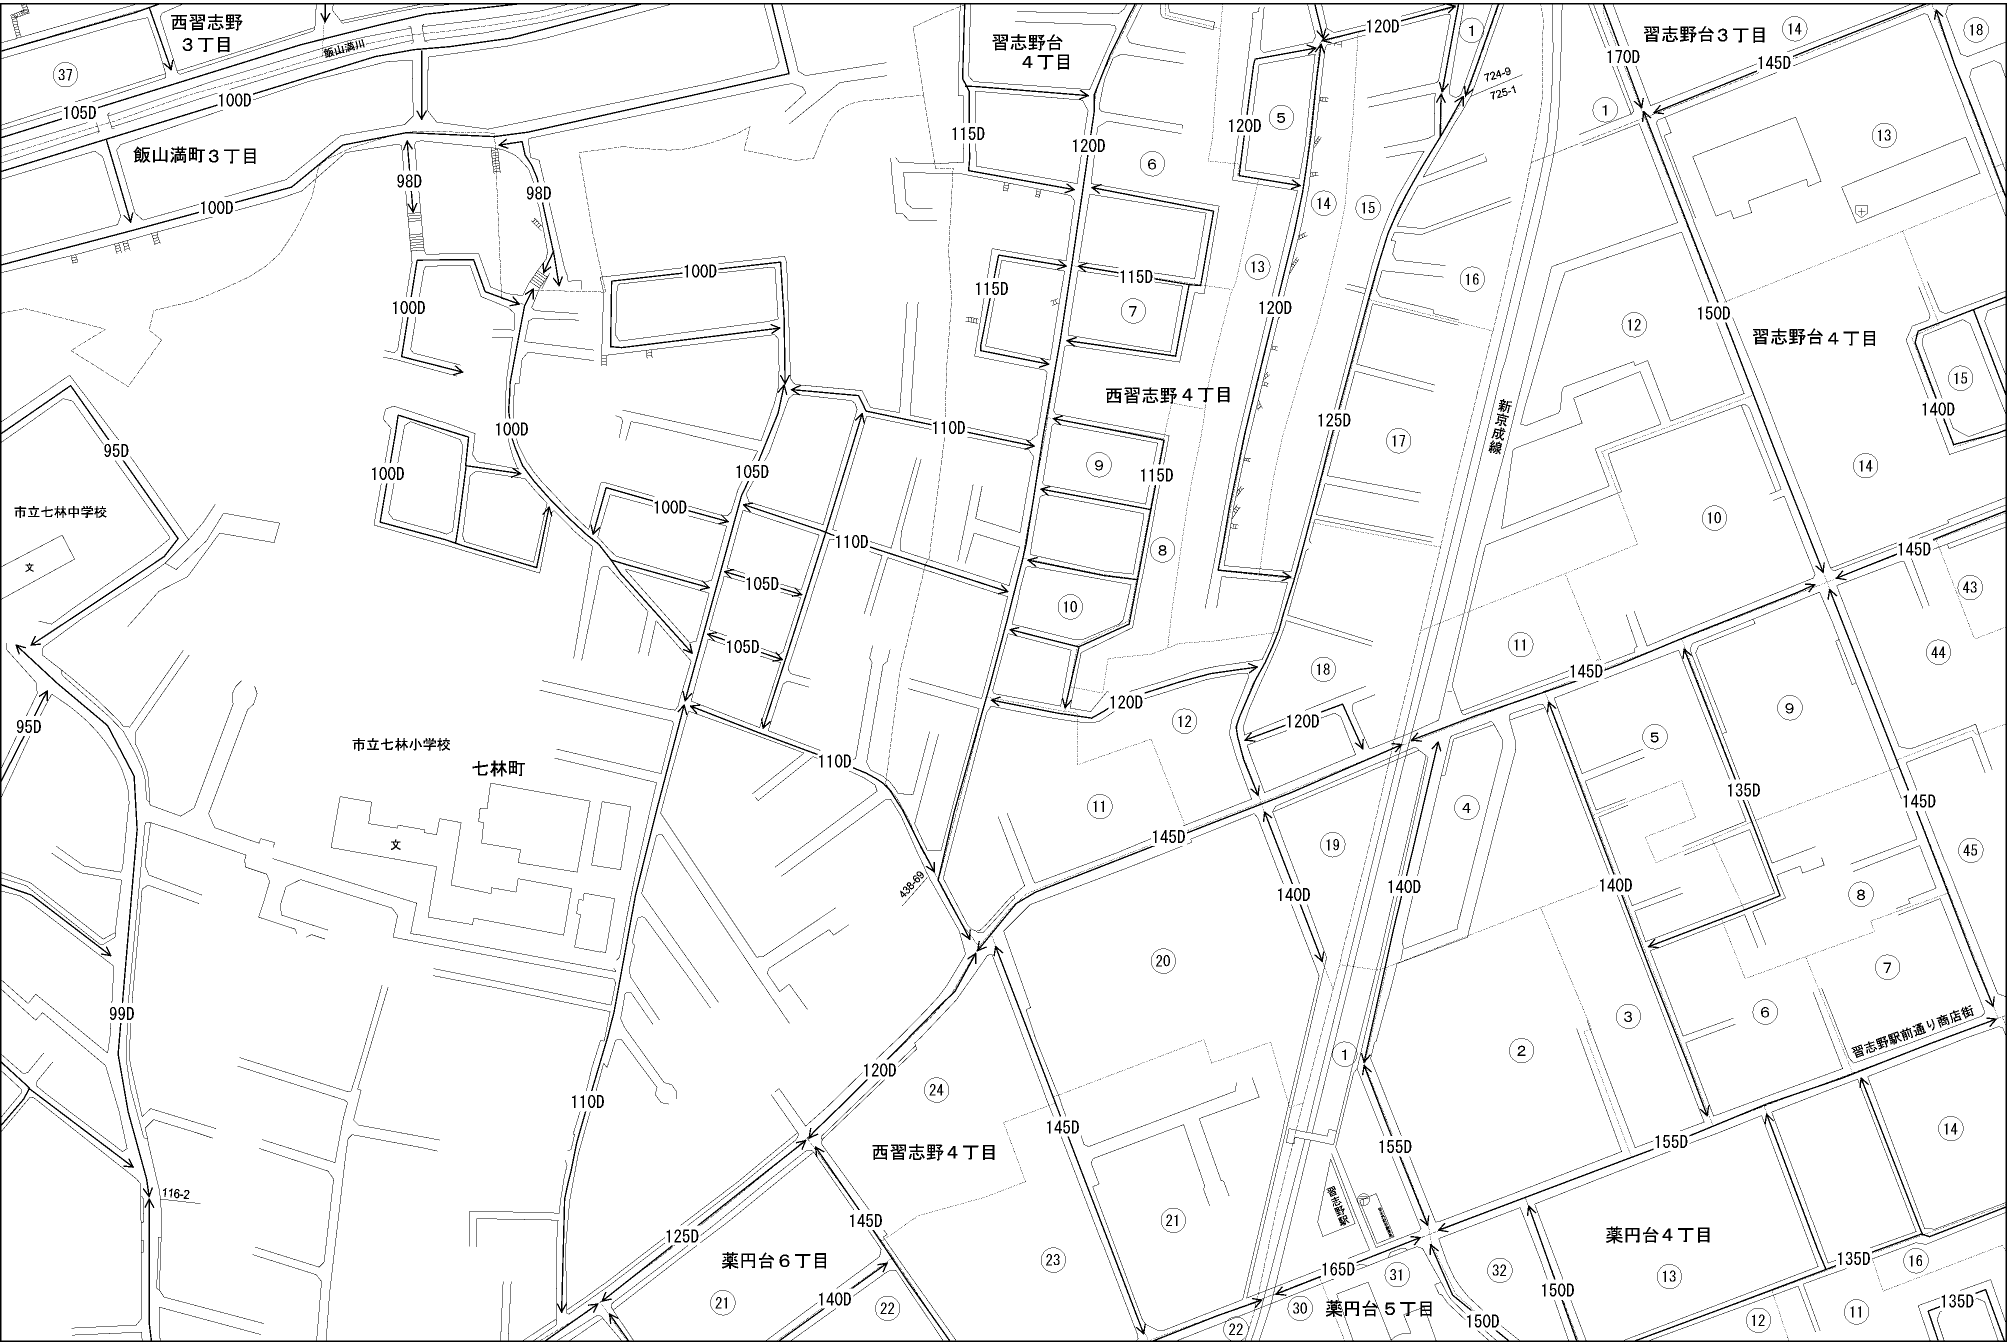 西習志野
３丁目
飯山満川
37
105D
100D
飯山満町３丁目
100D
98D
98D
100D
100D
100D
習志野台
４丁目
115D
120D
6
115D
115D
7
西習志野４丁目
120D
1
724-9
725-1
5
120D
14
15
13
120D
16
125D
17
新京成線
習志野台３丁目
170D
14
145D
18
1
13
150D
12
習志野台４丁目
15
140D
14
10
145D
43
44
95D
市立七林中学校
文
100D
100D
105D
110D
110D
105D
105D
9
115D
8
10
120D
12
11
18
120D
11
145D
9
5
135D
145D
95D
市立七林小学校
七林町
文
110D
438-69
145D
19
140D
4
140D
140D
8
45
7
6
3
2
1
習志野駅前通り商店街
99D
116-2
110D
120D
24
20
145D
西習志野４丁目
145D
125D
薬円台６丁目
21
140D
22
23
21
155D
155D
習志野駅
165D
31
30
22
薬円台５丁目
32
150D
150D
薬円台４丁目
13
135D
16
14
12
11
135D